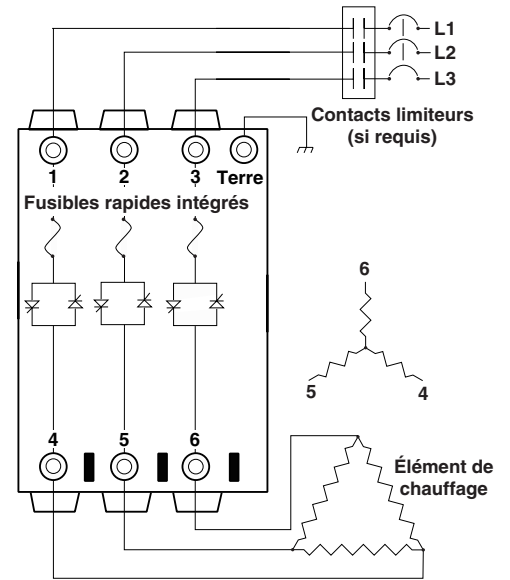 L1
L2
L3
Contacts limiteurs
(si requis)
1 2 3 Terre
Fusibles rapides intégrés
6
5 4
4 5 6
Élément de
chauffage